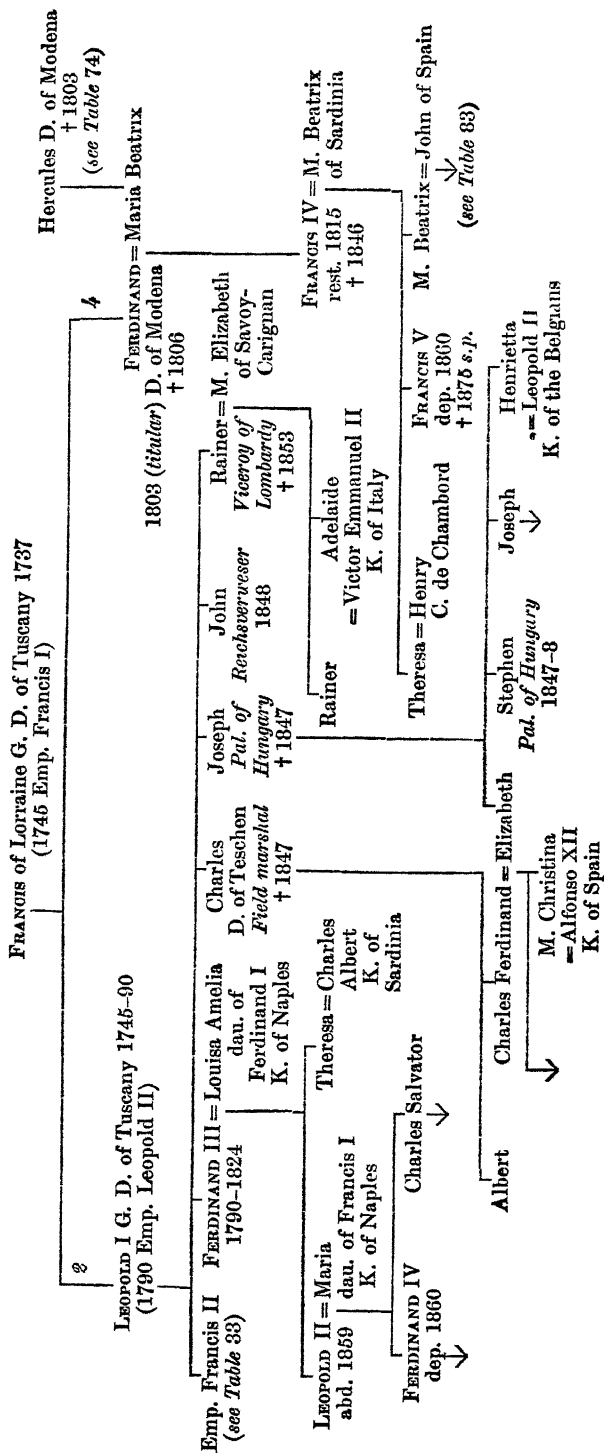 FRANCIS of Lorraine G. D. of Tuscany 1737
(1745 Emp. Francis I)
2
4
Hercules D. of Modena
† 1803
(see Table 74)
LEOPOLD I G. D. of Tuscany 1745-90
(1790 Emp. Leopold II)
FERDINAND = Maria Beatrix
1803 (titular) D. of Modena
† 1806
Emp. Francis II
(see Table 33)
FERDINAND III = Louisa Amelia
1790-1824
dau. of
Ferdinand I
K. of Naples
Charles
D. of Teschen
Field marshal
† 1847
Joseph
Pal. of
Hungary
† 1847
John
Reichsverweser
1848
Rainer = M. Elizabeth
Viceroy of
Lombardy
† 1853
of Savoy-
Carignan
FRANCIS IV = M. Beatrix
rest. 1815
† 1846
of Sardinia
LEOPOLD II = Maria
abd. 1859
dau. of Francis I
K. of Naples
Theresa = Charles
Albert
K. of
Sardinia
Rainer
Adelaide
= Victor Emmanuel II
K. of Italy
Theresa = Henry
C. de Chambord
FRANCIS V
dep. 1860
† 1875 s.p.
M. Beatrix = John of Spain
(see Table 83)
FERDINAND IV
dep. 1860
Charles Salvator
Albert
Charles Ferdinand = Elizabeth
Stephen
Pal. of Hungary
1847-8
Joseph
Henrietta
= Leopold II
K. of the Belgians
M. Christina
= Alfonso XII
K. of Spain